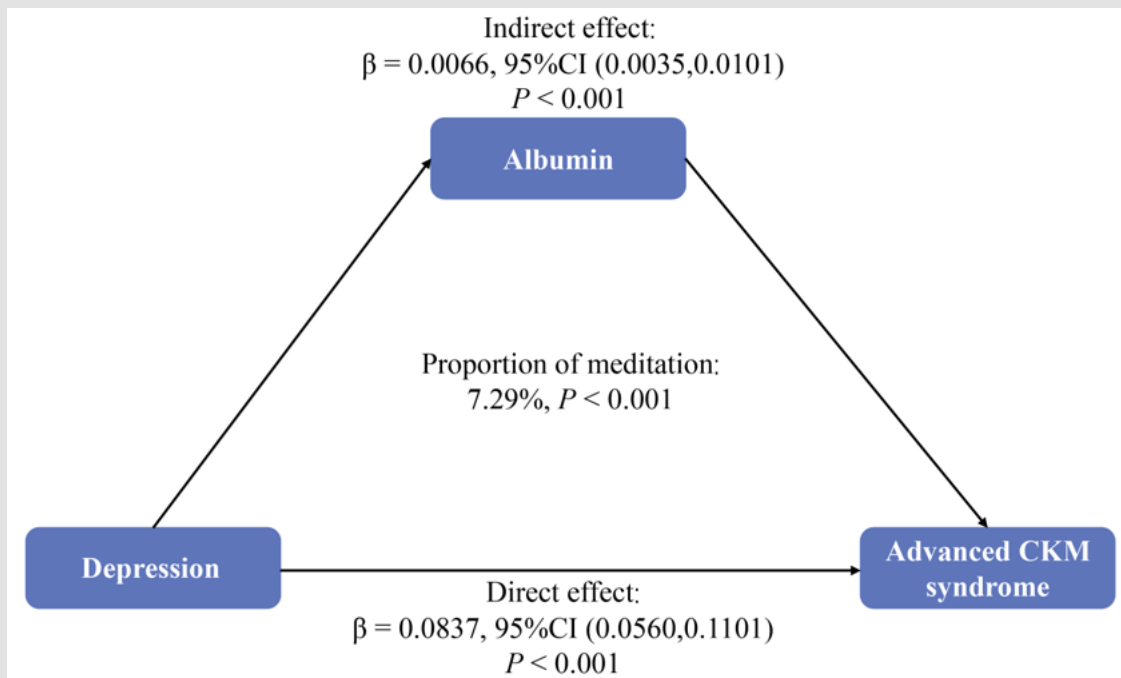 Indirect effect:
β = 0.0066, 95%CI (0.0035,0.0101)
P < 0.001
Albumin
Proportion of meditation:
7.29%, P < 0.001
Depression
Advanced CKM
syndrome
Direct effect:
β = 0.0837, 95%CI (0.0560,0.1101)
P < 0.001